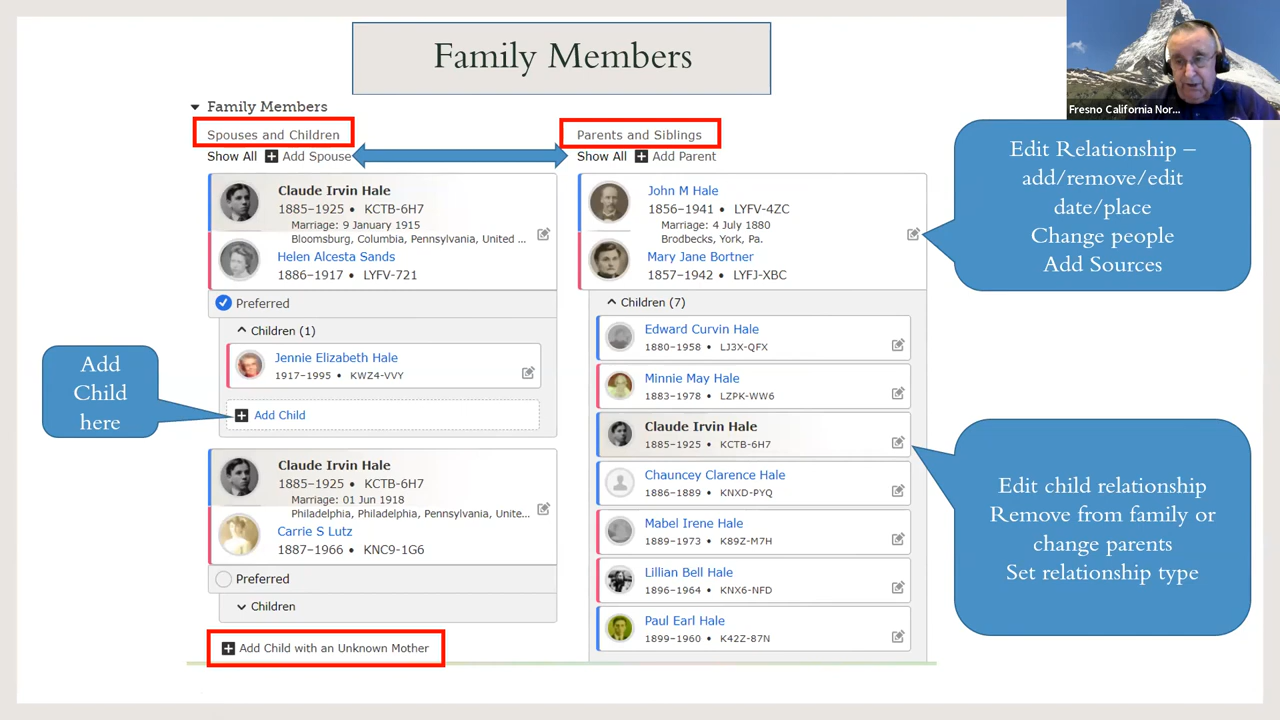 Family Members
Fresno California Nor...
Family Members
Spouses and Children
Show All Add Spouse
Claude Irvin Hale
1885–1925 • KCTB-6H7
Marriage: 9 January 1915
Bloomsburg, Columbia, Pennsylvania, United ...
Helen Alcesta Sands
1886–1917 • LYFV-721
Preferred
Children (1)
Jennie Elizabeth Hale
1917–1995 • KWZ4-VVY
Add Child
Add
Child
here
Claude Irvin Hale
1885–1925 • KCTB-6H7
Marriage: 01 Jun 1918
Philadelphia, Philadelphia, Pennsylvania, Unite...
Carrie S Lutz
1887–1966 • KNC9-1G6
Preferred
Children
Add Child with an Unknown Mother
Parents and Siblings
Show All Add Parent
John M Hale
1856–1941 • LYFV-4ZC
Marriage: 4 July 1880
Brodbecks, York, Pa.
Mary Jane Bortner
1857–1942 • LYFJ-XBC
Children (7)
Edward Curvin Hale
1880–1958 • LJ3X-QFX
Minnie May Hale
1883–1978 • LZPK-WW6
Claude Irvin Hale
1885–1925 • KCTB-6H7
Chauncey Clarence Hale
1886–1889 • KNXD-PYQ
Mabel Irene Hale
1889–1973 • K89Z-M7H
Lillian Bell Hale
1896–1964 • KNX6-NFD
Paul Earl Hale
1899–1960 • K42Z-87N
Edit Relationship –
add/remove/edit
date/place
Change people
Add Sources
Edit child relationship
Remove from family or
change parents
Set relationship type